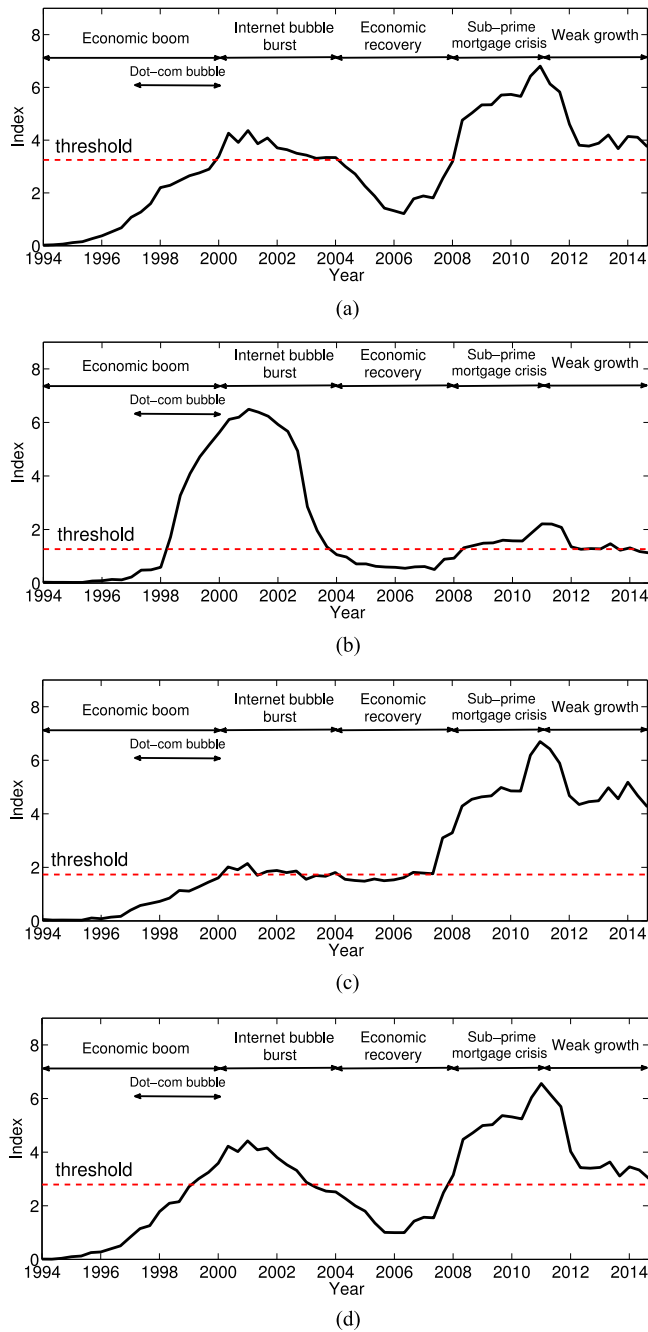 Economic boom
Internet bubble
burst
Economic
recovery
Sub−prime
mortgage crisis
Weak growth
Dot−com bubble
threshold
Index
8
6
4
2
0
1994 1996 1998 2000 2002 2004 2006 2008 2010 2012 2014
Year
(a)
Economic boom
Internet bubble
burst
Economic
recovery
Sub−prime
mortgage crisis
Weak growth
Dot−com bubble
threshold
Index
8
6
4
2
0
1994 1996 1998 2000 2002 2004 2006 2008 2010 2012 2014
Year
(b)
Economic boom
Internet bubble
burst
Economic
recovery
Sub−prime
mortgage crisis
Weak growth
Dot−com bubble
threshold
Index
8
6
4
2
0
1994 1996 1998 2000 2002 2004 2006 2008 2010 2012 2014
Year
(c)
Economic boom
Internet bubble
burst
Economic
recovery
Sub−prime
mortgage crisis
Weak growth
Dot−com bubble
threshold
Index
8
6
4
2
0
1994 1996 1998 2000 2002 2004 2006 2008 2010 2012 2014
Year
(d)